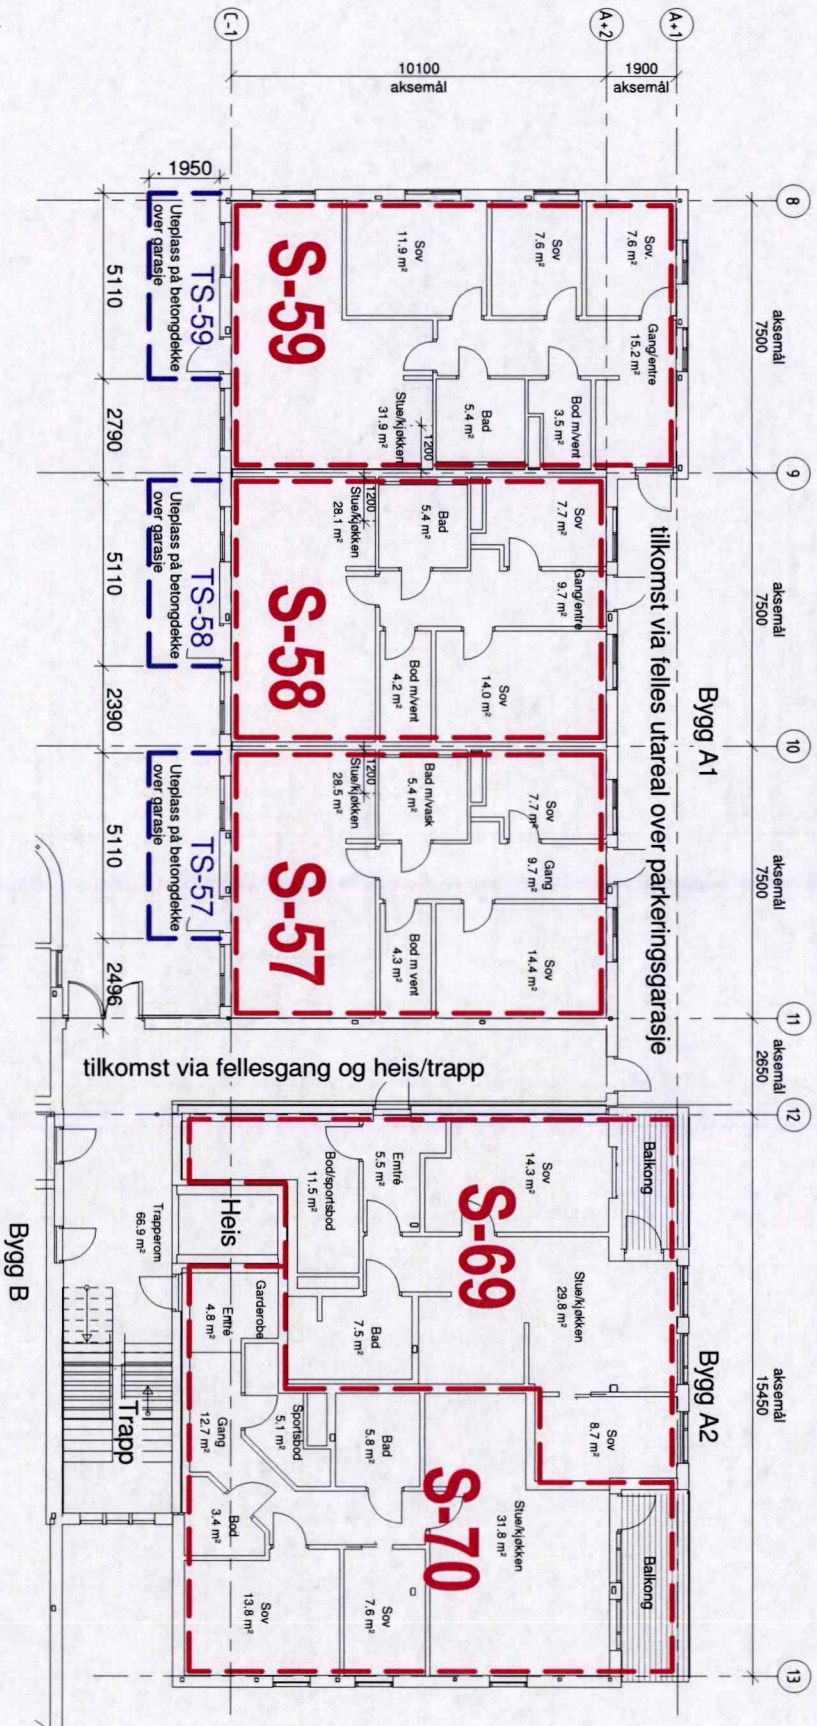 8
aksemål
7500
9
aksemål
7500
10
aksemål
7500
11
aksemål
2650
12
aksemål
15450
13
A+1
1900
aksemål
A+2
10100
aksemål
C-1
Bygg A1
tilkomst via felles utareal over parkeringsgarasje
Bygg A2
Sov.
7.6 m²
Sov
7.6 m²
Sov
11.9 m²
Gang/entre
15.2 m²
Bod m/vent
3.5 m²
Bad
5.4 m²
1200
Stue/kjøkken
31.9 m²
S-59
Sov
7.7 m²
Gang/entre
9.7 m²
Sov
14.0 m²
Bad
5.4 m²
Bod m/vent
4.2 m²
1200
Stue/kjøkken
28.1 m²
S-58
Sov
7.7 m²
Gang
9.7 m²
Sov
14.4 m²
Bad m/vask
5.4 m²
Bod m vent
4.3 m²
1200
Stue/kjøkken
28.5 m²
S-57
tilkomst via fellesgang og heis/trapp
Balkong
Sov
14.3 m²
Stue/kjøkken
29.8 m²
Sov
8.7 m²
Emtré
5.5 m²
Bod/sportsbod
11.5 m²
Bad
7.5 m²
S-69
Balkong
Stue/kjøkken
31.8 m²
Bad
5.8 m²
Sportsbod
5.1 m²
Garderobe
Entré
4.8 m²
Gang
12.7 m²
Bod
3.4 m²
Sov
7.6 m²
Sov
13.8 m²
S-70
Heis
Trapperom
66.9 m²
Trapp
Bygg B
1950
TS-59
Uteplass på betongdekke
over garasje
TS-58
Uteplass på betongdekke
over garasje
TS-57
Uteplass på betongdekke
over garasje
5110
2790
5110
2390
5110
2496